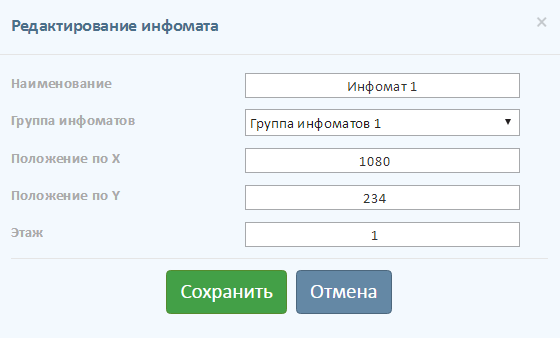 Редактирование инфомата ×
Наименование Инфомат 1
Группа инфоматов Группа инфоматов 1
Положение по X 1080
Положение по Y 234
Этаж 1
Сохранить Отмена